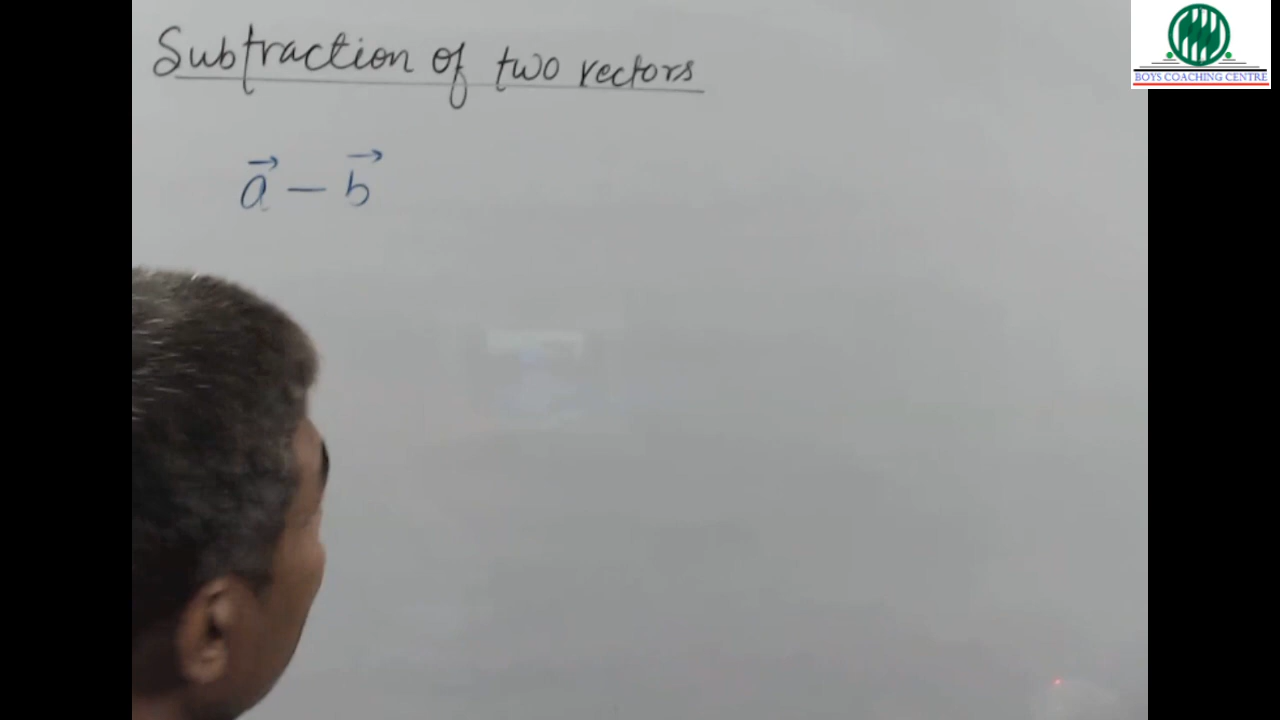 Subtraction of two vectors
BOYS COACHING CENTRE
a⃗ − b⃗